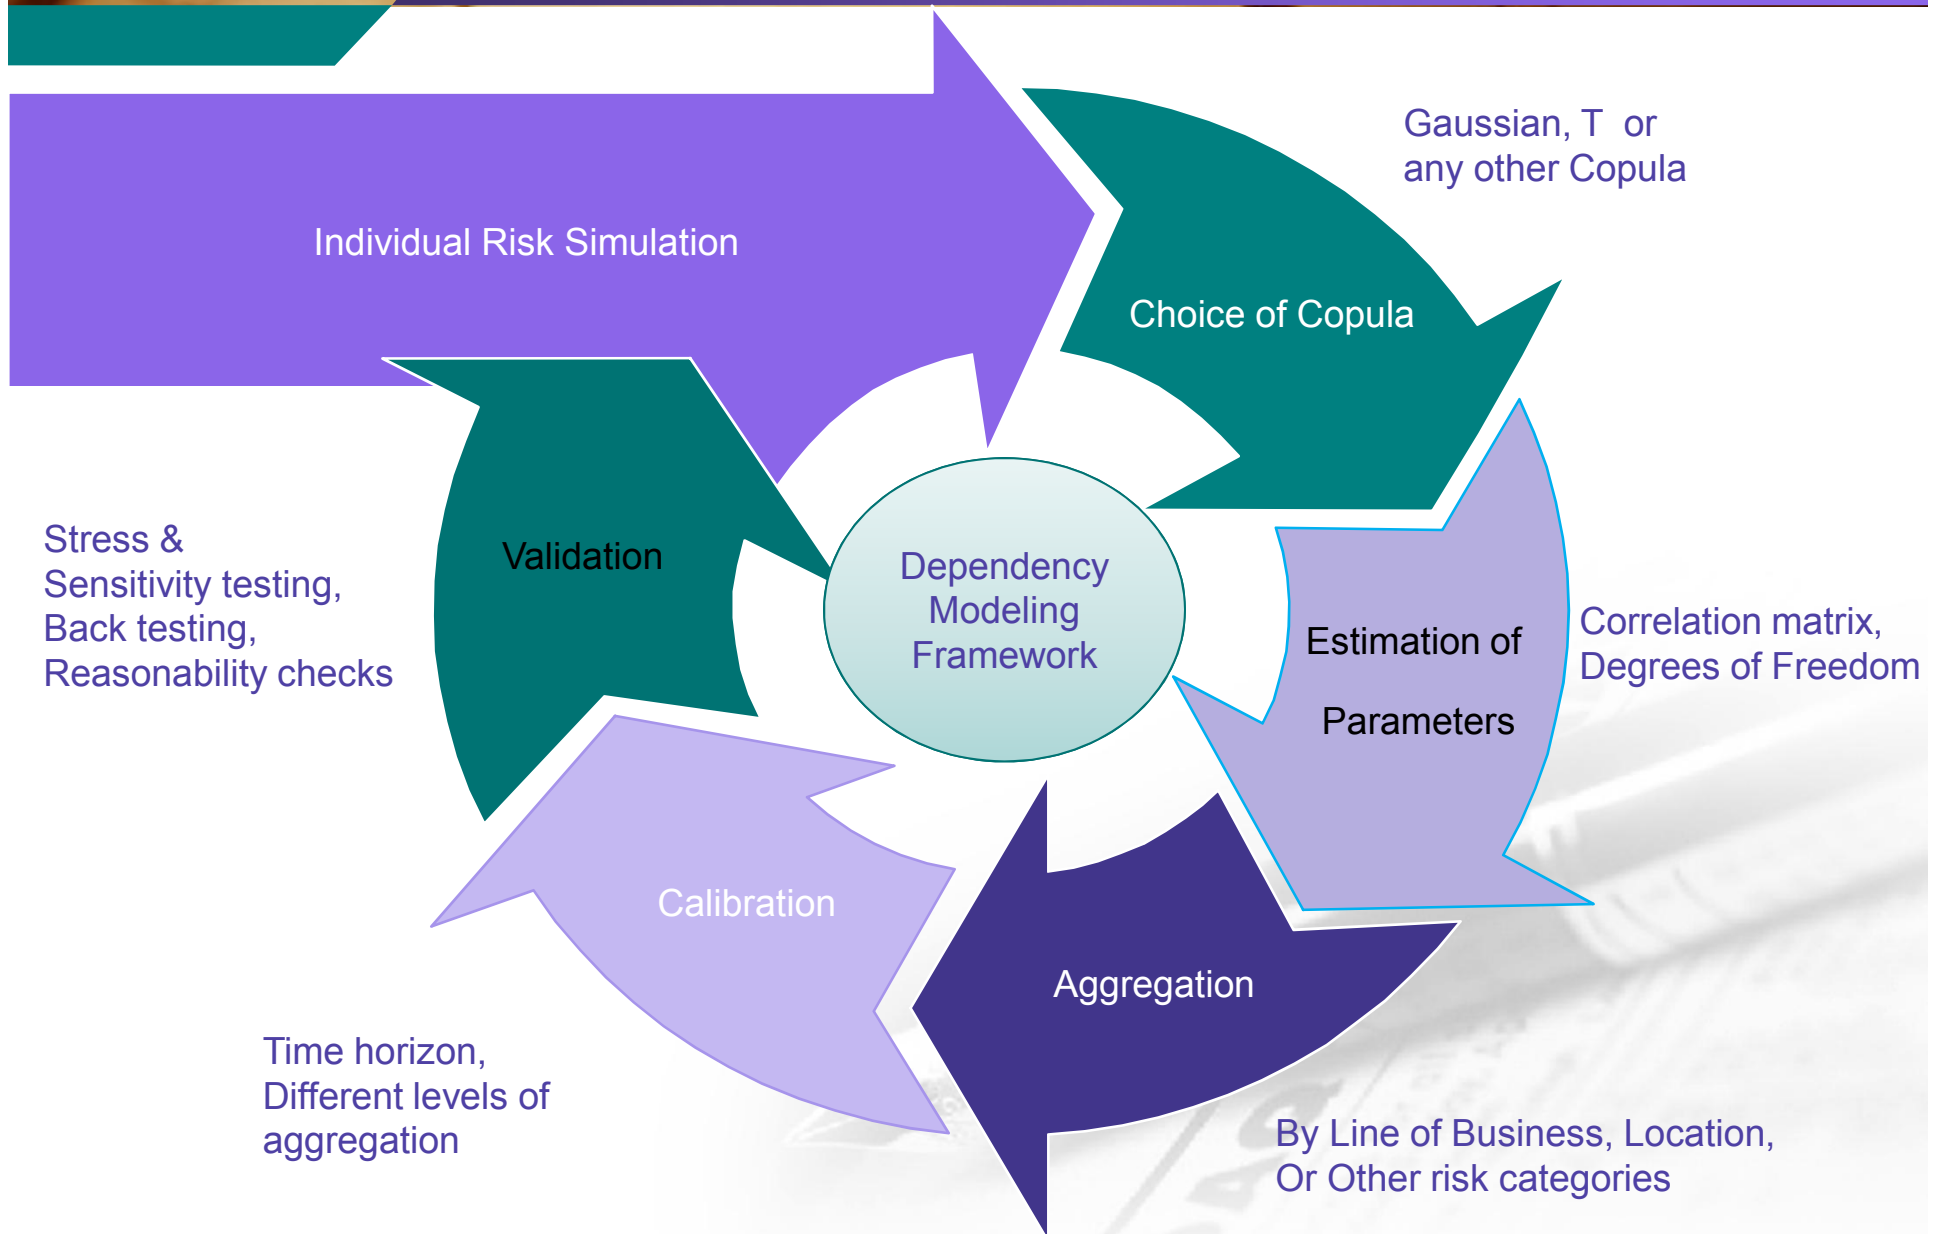 Individual Risk Simulation
Gaussian, T or
any other Copula
Choice of Copula
Stress &
Sensitivity testing,
Back testing,
Reasonability checks
Validation
Dependency
Modeling
Framework
Estimation of
Parameters
Correlation matrix,
Degrees of Freedom
Calibration
Aggregation
Time horizon,
Different levels of
aggregation
By Line of Business, Location,
Or Other risk categories